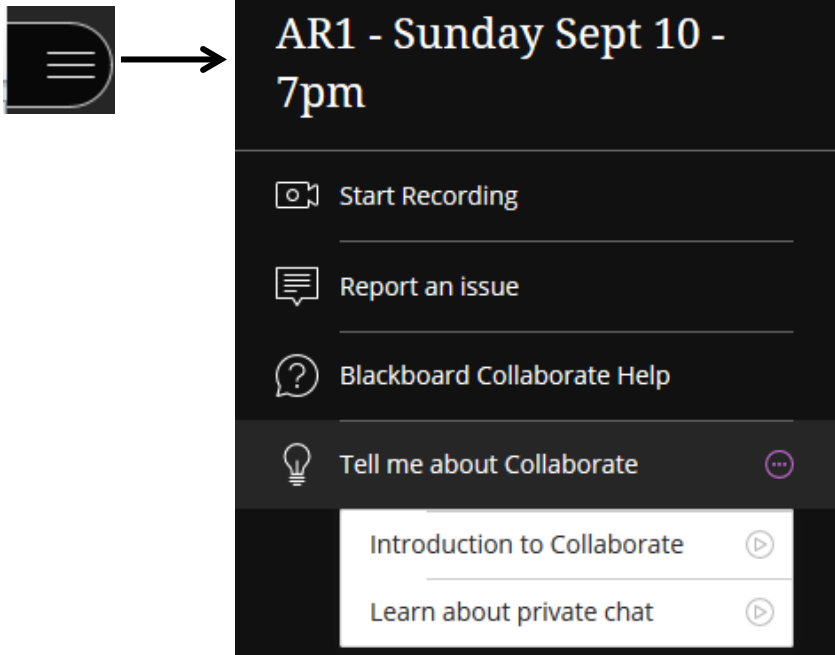 AR1 - Sunday Sept 10 -
7pm
Start Recording
Report an issue
Blackboard Collaborate Help
Tell me about Collaborate
Introduction to Collaborate
Learn about private chat